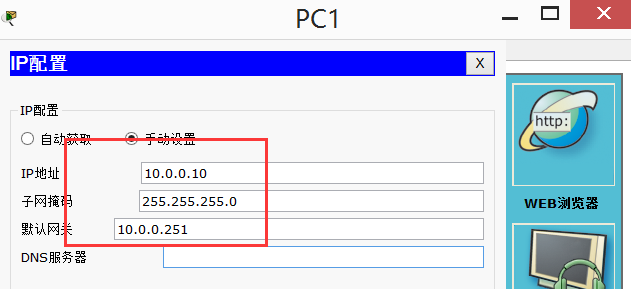 PC1
IP配置
X
IP配置
自动获取 手动设置
IP地址 10.0.0.10
子网掩码 255.255.255.0
默认网关 10.0.0.251
DNS服务器
http:
WEB浏览器